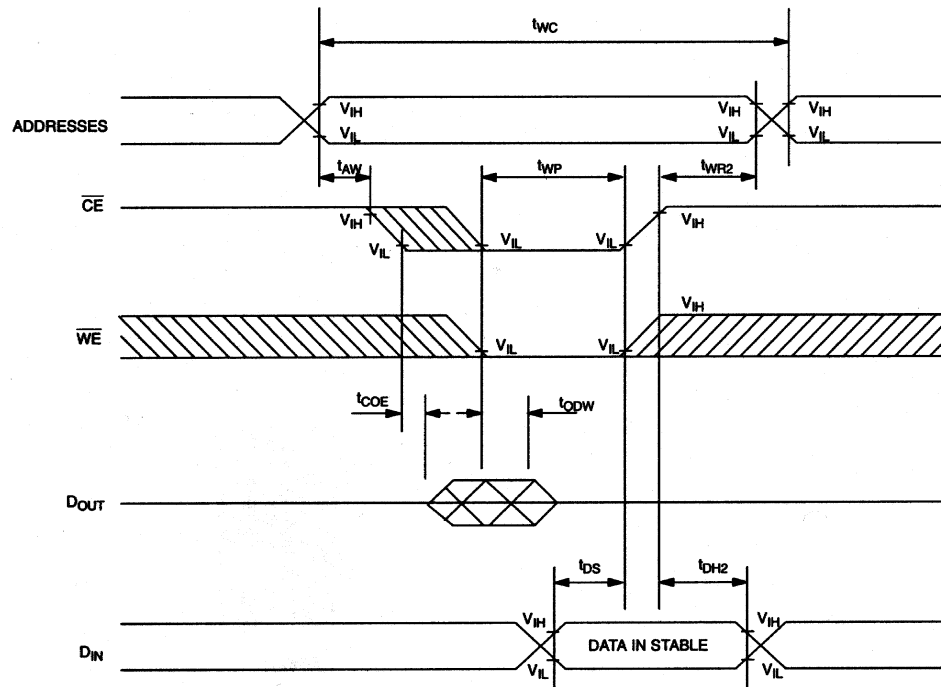 tWC
ADDRESSES
VIH
VIL
VIH
VIL
VIH
VIL
tAW
tWP
tWR2
CE
VIH
VIL
VIL
VIL
VIH
WE
VIL
VIL
VIH
tCOE
tODW
DOUT
tDS
tDH2
DIN
VIH
VIL
DATA IN STABLE
VIH
VIL